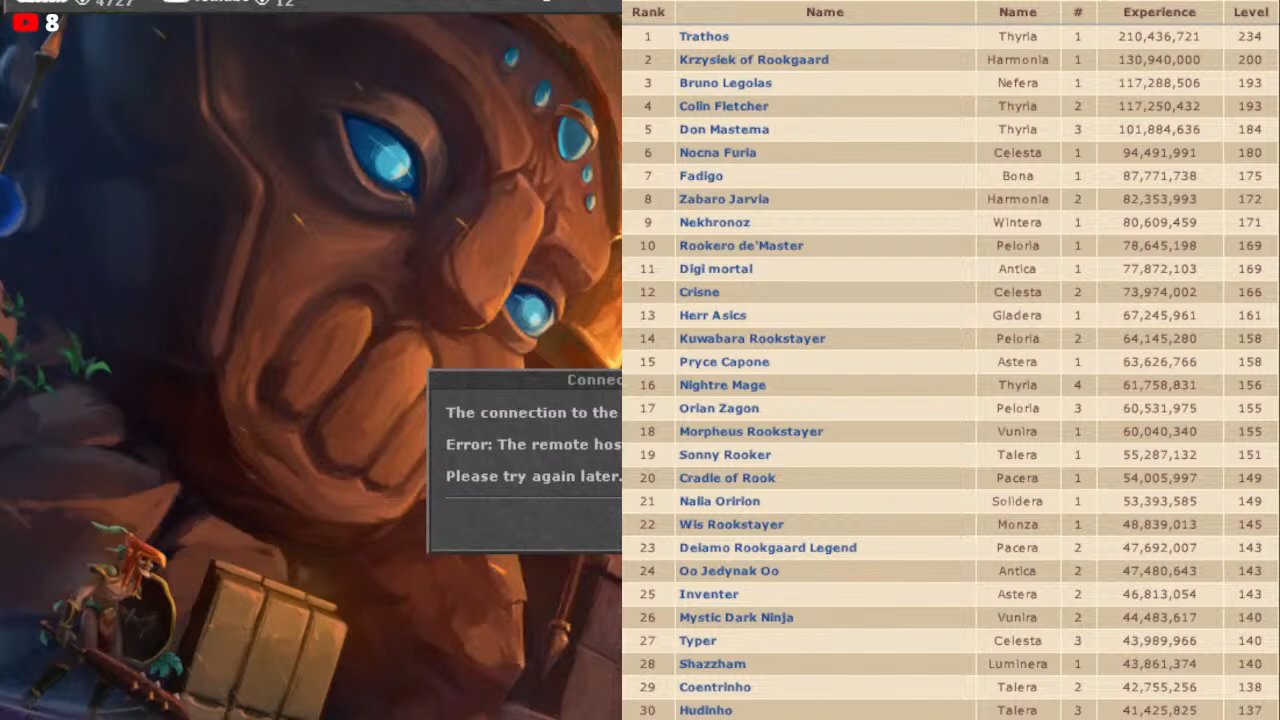 4727 12
8
Connec
The connection to the
Error: The remote hos
Please try again later.
Rank Name Name # Experience Level
1 Trathos Thyria 1 210,436,721 234
2 Krzysiek of Rookgaard Harmonia 1 130,940,000 200
3 Bruno Legolas Nefera 1 117,288,506 193
4 Colin Fletcher Thyria 2 117,250,432 193
5 Don Mastema Thyria 3 101,884,636 184
6 Nocna Furia Celesta 1 94,491,991 180
7 Fadigo Bona 1 87,771,738 175
8 Zabaro Jarvia Harmonia 2 82,353,993 172
9 Nekhronoz Wintera 1 80,609,459 171
10 Rookero de'Master Peloria 1 78,645,198 169
11 Digi mortal Antica 1 77,872,103 169
12 Crisne Celesta 2 73,974,002 166
13 Herr Asics Gladera 1 67,245,961 161
14 Kuwabara Rookstayer Peloria 2 64,145,280 158
15 Pryce Capone Astera 1 63,626,766 158
16 Nightre Mage Thyria 4 61,758,831 156
17 Orian Zagon Peloria 3 60,531,975 155
18 Morpheus Rookstayer Vunira 1 60,040,340 155
19 Sonny Rooker Talera 1 55,287,132 151
20 Cradle of Rook Pacera 1 54,005,997 149
21 Nalia Oririon Solidera 1 53,393,585 149
22 Wis Rookstayer Monza 1 48,839,013 145
23 Deiamo Rookgaard Legend Pacera 2 47,692,007 143
24 Oo Jedynak Oo Antica 2 47,480,643 143
25 Inventer Astera 2 46,813,054 143
26 Mystic Dark Ninja Vunira 2 44,483,617 140
27 Typer Celesta 3 43,989,966 140
28 Shazzham Luminera 1 43,861,374 140
29 Coentrinho Talera 2 42,755,256 138
30 Hudinho Talera 3 41,425,825 137